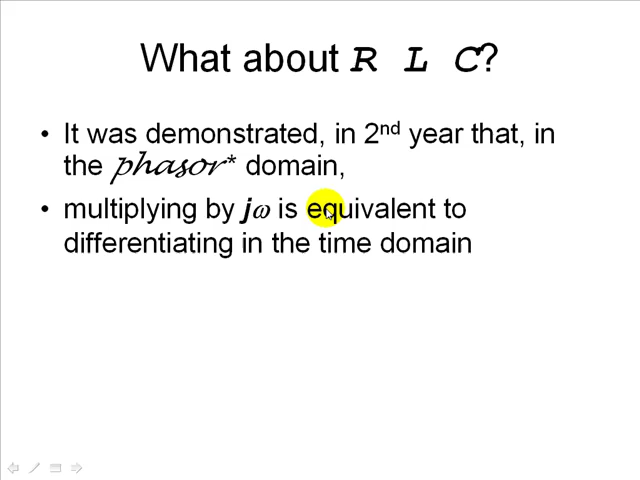 What about R L C?
• It was demonstrated, in 2nd year that, in
the phasor* domain,
• multiplying by jω is equivalent to
differentiating in the time domain